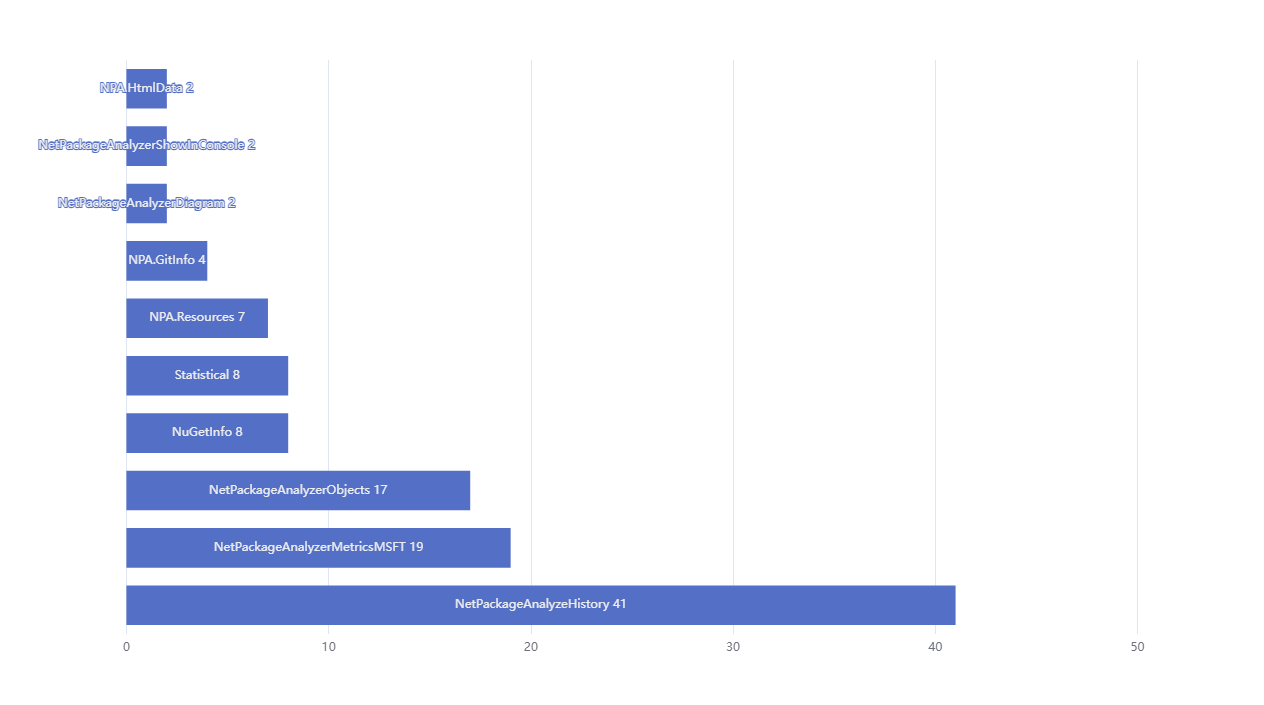 NPA.HtmlData 2
NetPackageAnalyzerShowInConsole 2
NetPackageAnalyzerDiagram 2
NPA.GitInfo 4
NPA.Resources 7
Statistical 8
NuGetInfo 8
NetPackageAnalyzerObjects 17
NetPackageAnalyzerMetricsMSFT 19
NetPackageAnalyzeHistory 41
0 10 20 30 40 50